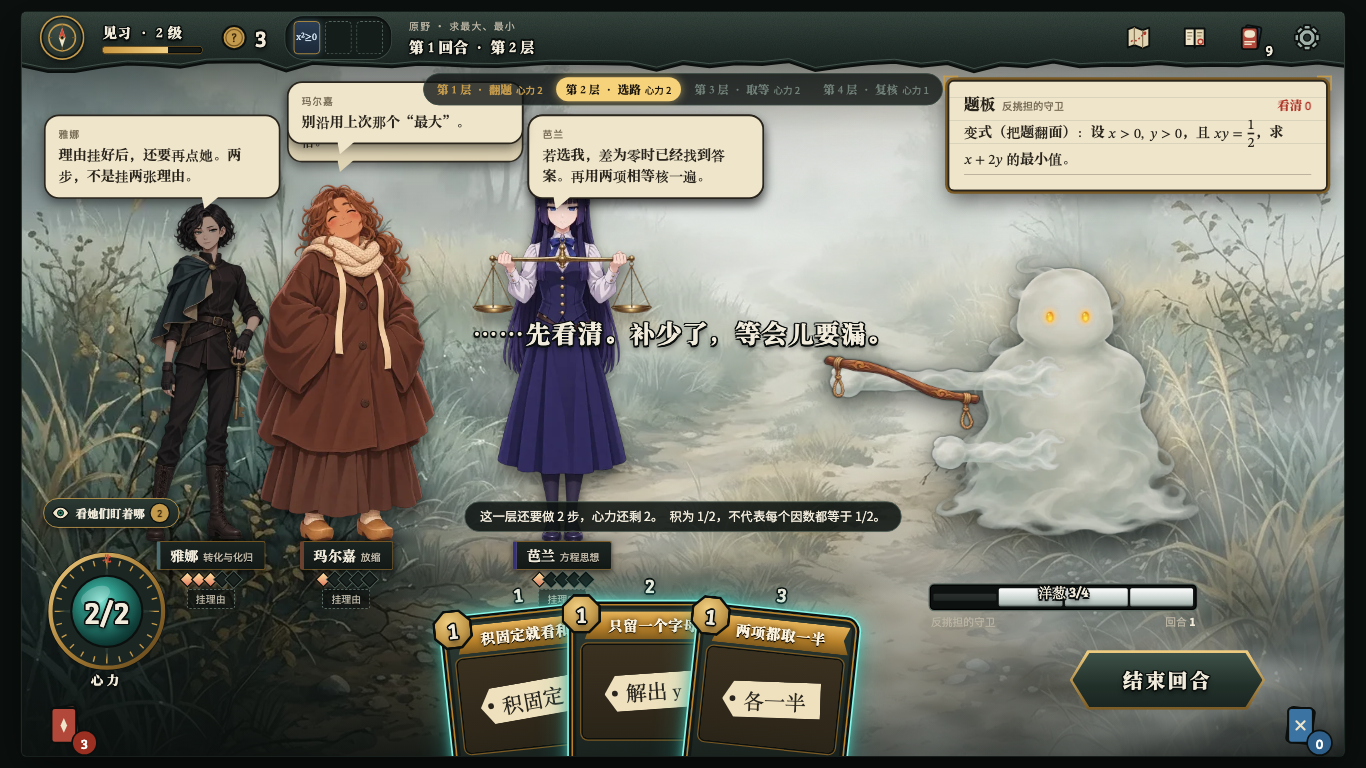 见习 · 2 级
? 3
x²≥0
原野 · 求最大、最小
第 1 回合 · 第 2 层
9
第 1 层 · 翻题 心力 2
第 2 层 · 选路 心力 2
第 3 层 · 取等 心力 2
第 4 层 · 复核 心力 1
雅娜
理由挂好后，还要再点她。两
步，不是挂两张理由。
玛尔嘉
别沿用上次那个“最大”。
芭兰
若选我，差为零时已经找到答
案。再用两项相等核一遍。
题板 反挑担的守卫 看清 0
变式（把题翻面）：设 x > 0, y > 0，且 xy = 1/2，求
x + 2y 的最小值。
……先看清。补少了，等会儿要漏。
看她们盯着哪 2
这一层还要做 2 步，心力还剩 2。 积为 1/2，不代表每个因数都等于 1/2。
雅娜 转化与化归
挂理由
玛尔嘉 放缩
挂理由
芭兰 方程思想
2/2
心力
3
1
1
积固定就看和
积固定
2
1
只留一个字母
解出 y
3
1
两项都取一半
各一半
洋葱 3/4
反挑担的守卫
回合 1
结束回合
0